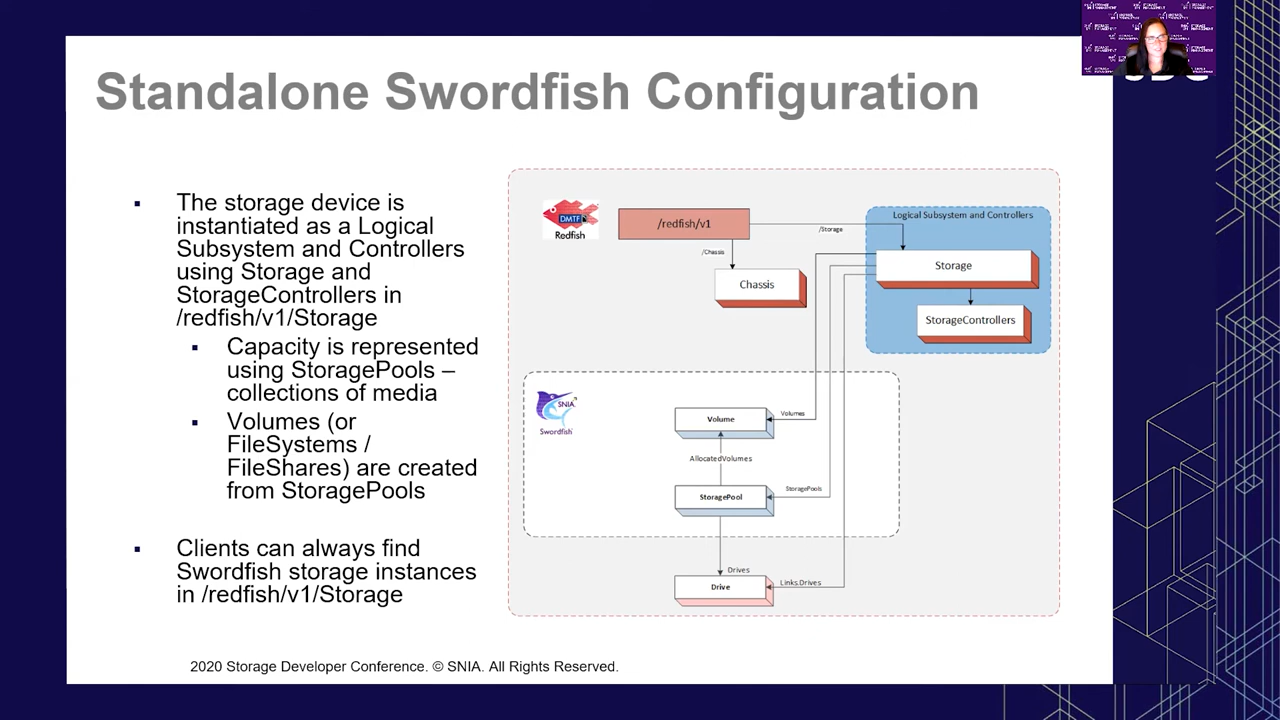 Standalone Swordfish Configuration
▪ The storage device is
instantiated as a Logical
Subsystem and Controllers
using Storage and
StorageControllers in
/redfish/v1/Storage
▪ Capacity is represented
using StoragePools –
collections of media
▪ Volumes (or
FileSystems /
FileShares) are created
from StoragePools
▪ Clients can always find
Swordfish storage instances
in /redfish/v1/Storage
DMTF
Redfish
/redfish/v1
/Storage
/Chassis
Chassis
Logical Subsystem and Controllers
Storage
StorageControllers
SNIA
Swordfish
Volume
Volumes
AllocatedVolumes
StoragePool
StoragePools
Drives
Drive
Links.Drives
2020 Storage Developer Conference. © SNIA. All Rights Reserved.